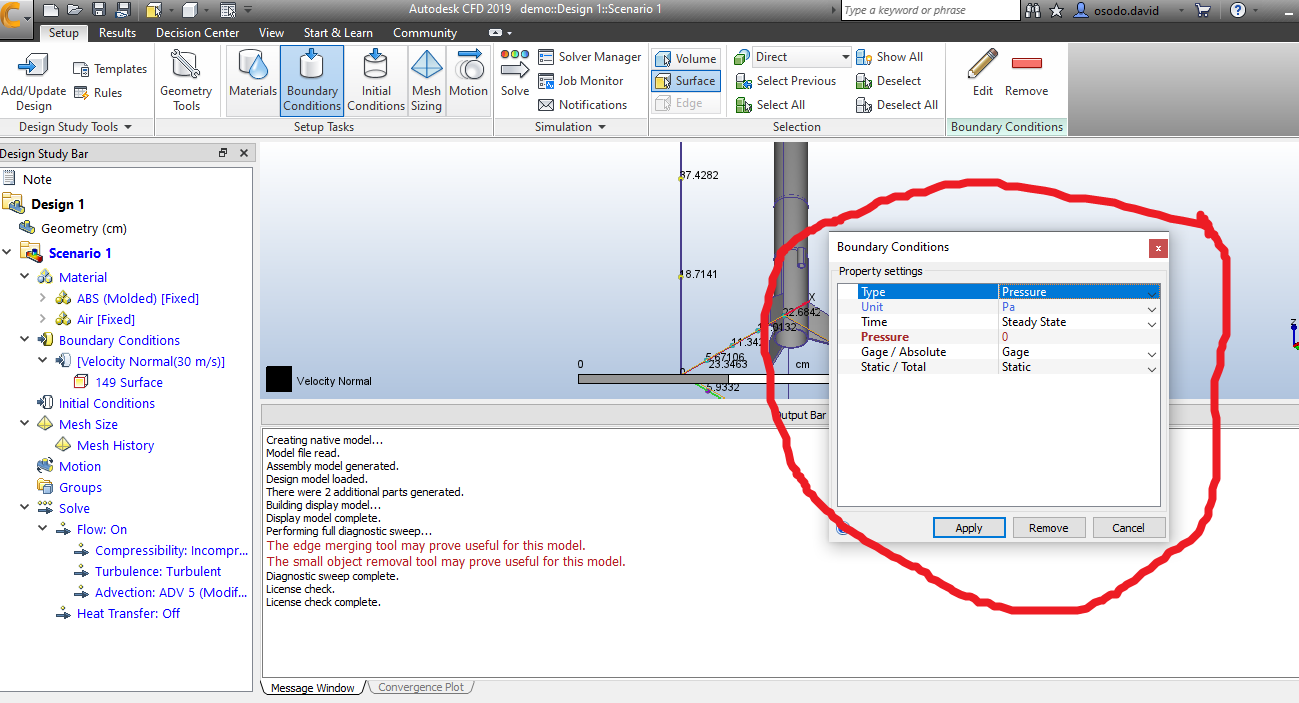 Autodesk CFD 2019 demo::Design 1::Scenario 1
Type a keyword or phrase
osodo.david
Setup Results Decision Center View Start & Learn Community
Add/Update Design
Templates
Rules
Design Study Tools
Geometry Tools
Materials
Boundary Conditions
Initial Conditions
Mesh Sizing
Motion
Setup Tasks
Solve
Solver Manager
Job Monitor
Notifications
Simulation
Volume
Surface
Edge
Direct
Select Previous
Select All
Show All
Deselect
Deselect All
Selection
Edit
Remove
Boundary Conditions
Design Study Bar
Note
Design 1
Geometry (cm)
Scenario 1
Material
ABS (Molded) [Fixed]
Air [Fixed]
Boundary Conditions
[Velocity Normal(30 m/s)]
149 Surface
Initial Conditions
Mesh Size
Mesh History
Motion
Groups
Solve
Flow: On
Compressibility: Incompr...
Turbulence: Turbulent
Advection: ADV 5 (Modif...
Heat Transfer: Off
37.4282
18.7141
X
22.6842
11.342
5.67106
23.3463
0
0
cm
5.9332
Velocity Normal
Z
Output Bar
Boundary Conditions
x
Property settings
Type Pressure
Unit Pa
Time Steady State
Pressure 0
Gage / Absolute Gage
Static / Total Static
Apply Remove Cancel
Creating native model...
Model file read.
Assembly model generated.
Design model loaded.
There were 2 additional parts generated.
Building display model...
Display model complete.
Performing full diagnostic sweep...
The edge merging tool may prove useful for this model.
The small object removal tool may prove useful for this model.
Diagnostic sweep complete.
License check.
License check complete.
Message Window Convergence Plot